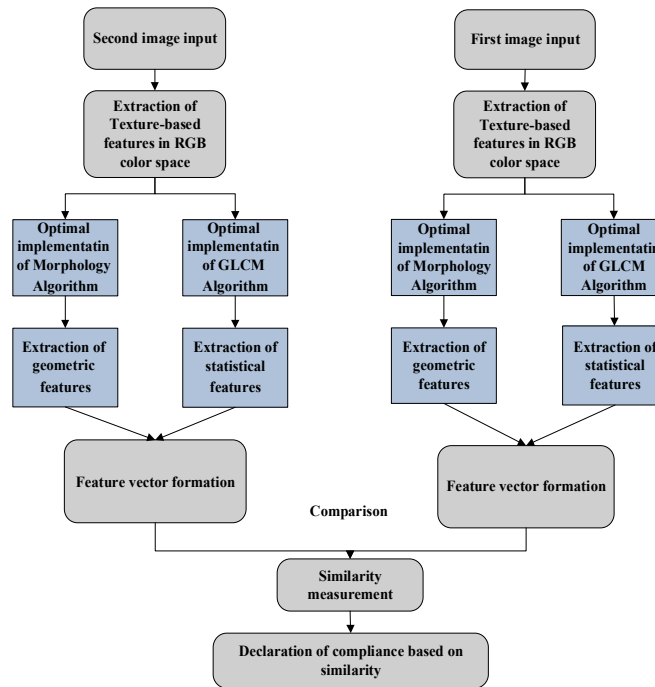 Second image input
First image input
Extraction of
Texture-based
features in RGB
color space
Extraction of
Texture-based
features in RGB
color space
Optimal
implementatin
of Morphology
Algorithm
Optimal
implementatin
of GLCM
Algorithm
Optimal
implementatin
of Morphology
Algorithm
Optimal
implementatin
of GLCM
Algorithm
Extraction of
geometric
features
Extraction of
statistical
features
Extraction of
geometric
features
Extraction of
statistical
features
Feature vector formation
Feature vector formation
Comparison
Similarity
measurement
Declaration of compliance based on
similarity